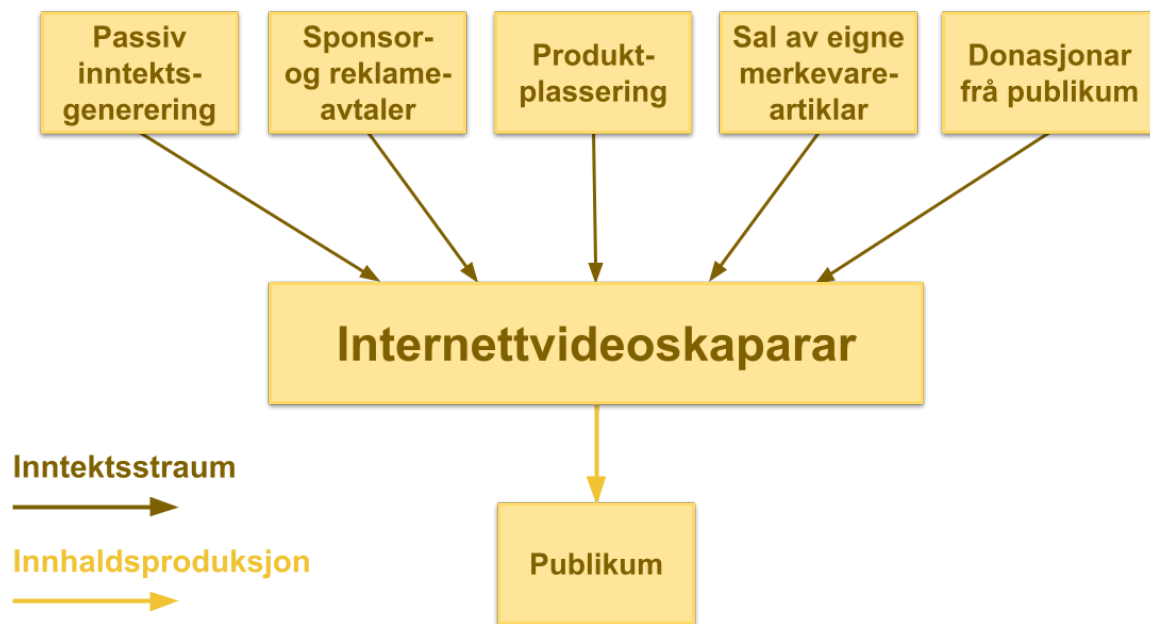 Passiv
inntekts-
generering
Sponsor-
og reklame-
avtaler
Produkt-
plassering
Sal av eigne
merkevare-
artiklar
Donasjonar
frå publikum
Internettvideoskaparar
Inntektsstraum
Innhaldsproduksjon
Publikum